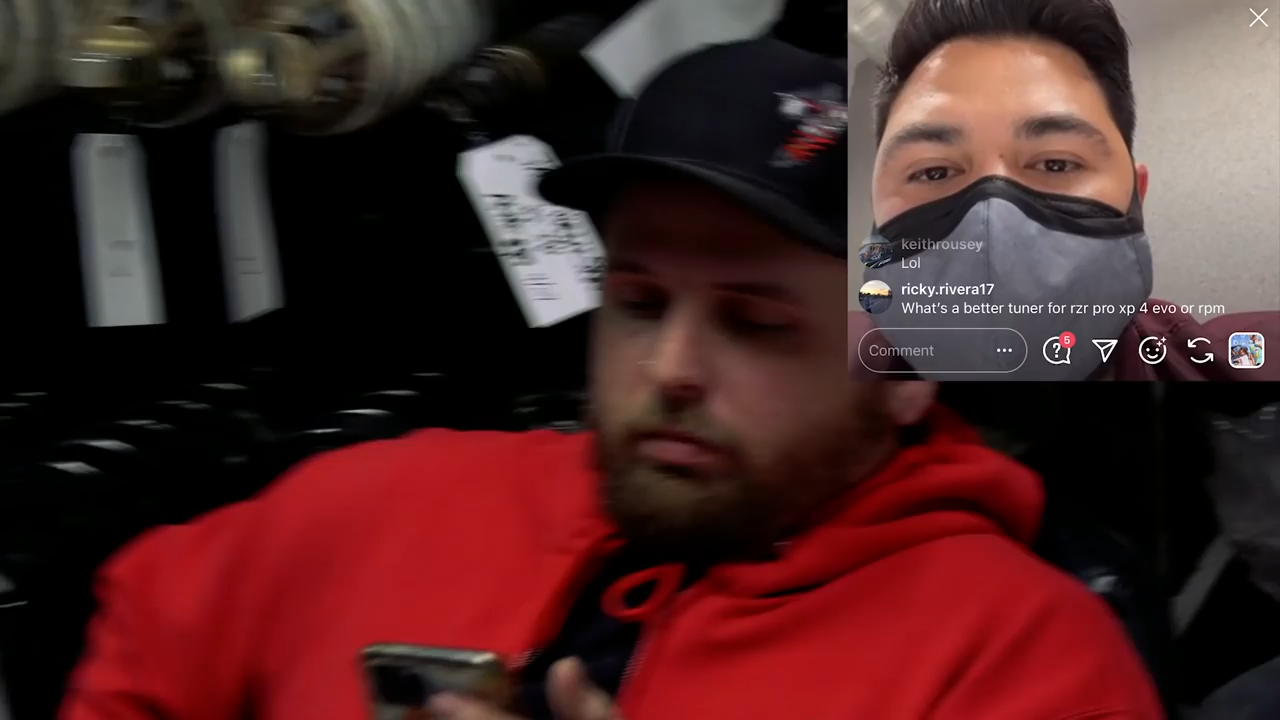 keithrousey
Lol
ricky.rivera17
What's a better tuner for rzr pro xp 4 evo or rpm
Comment
5